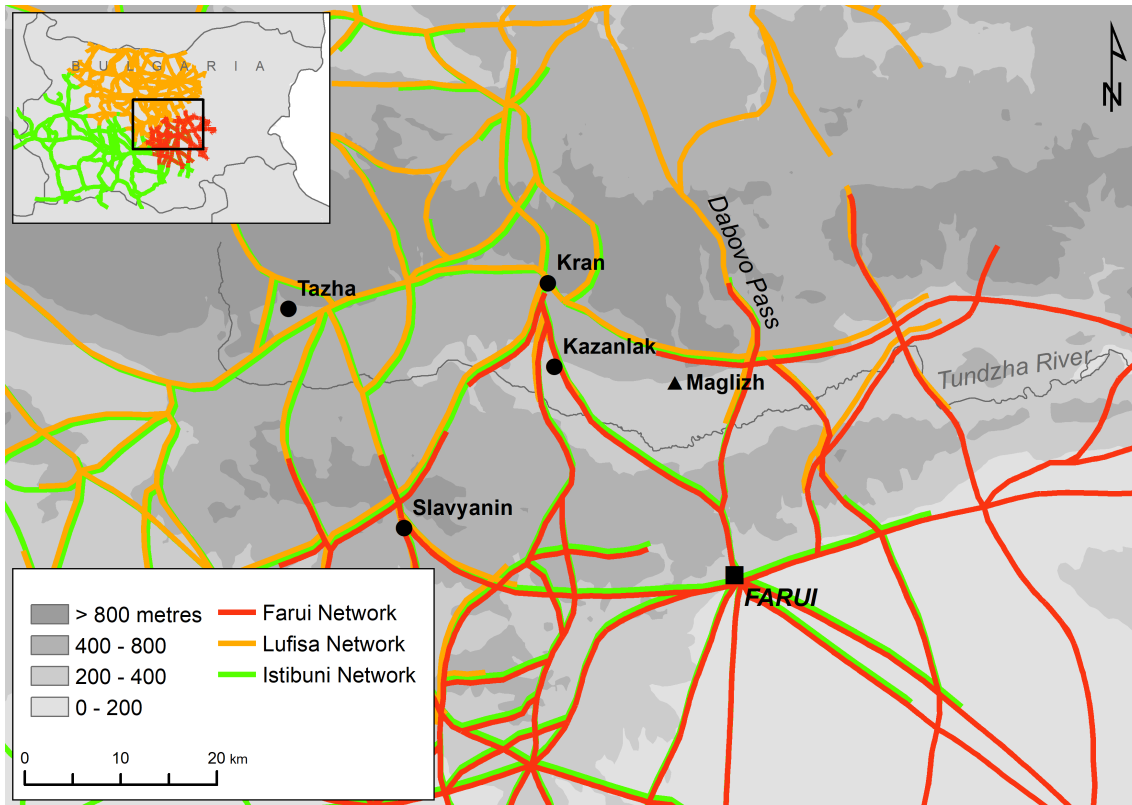 BULGARIA
N
Dabovo Pass
Kran
Tazha
Kazanlak
Maglizh
Tundzha River
Slavyanin
FARUI
> 800 metres
400 - 800
200 - 400
0 - 200
Farui Network
Lufisa Network
Istibuni Network
0 10 20 km